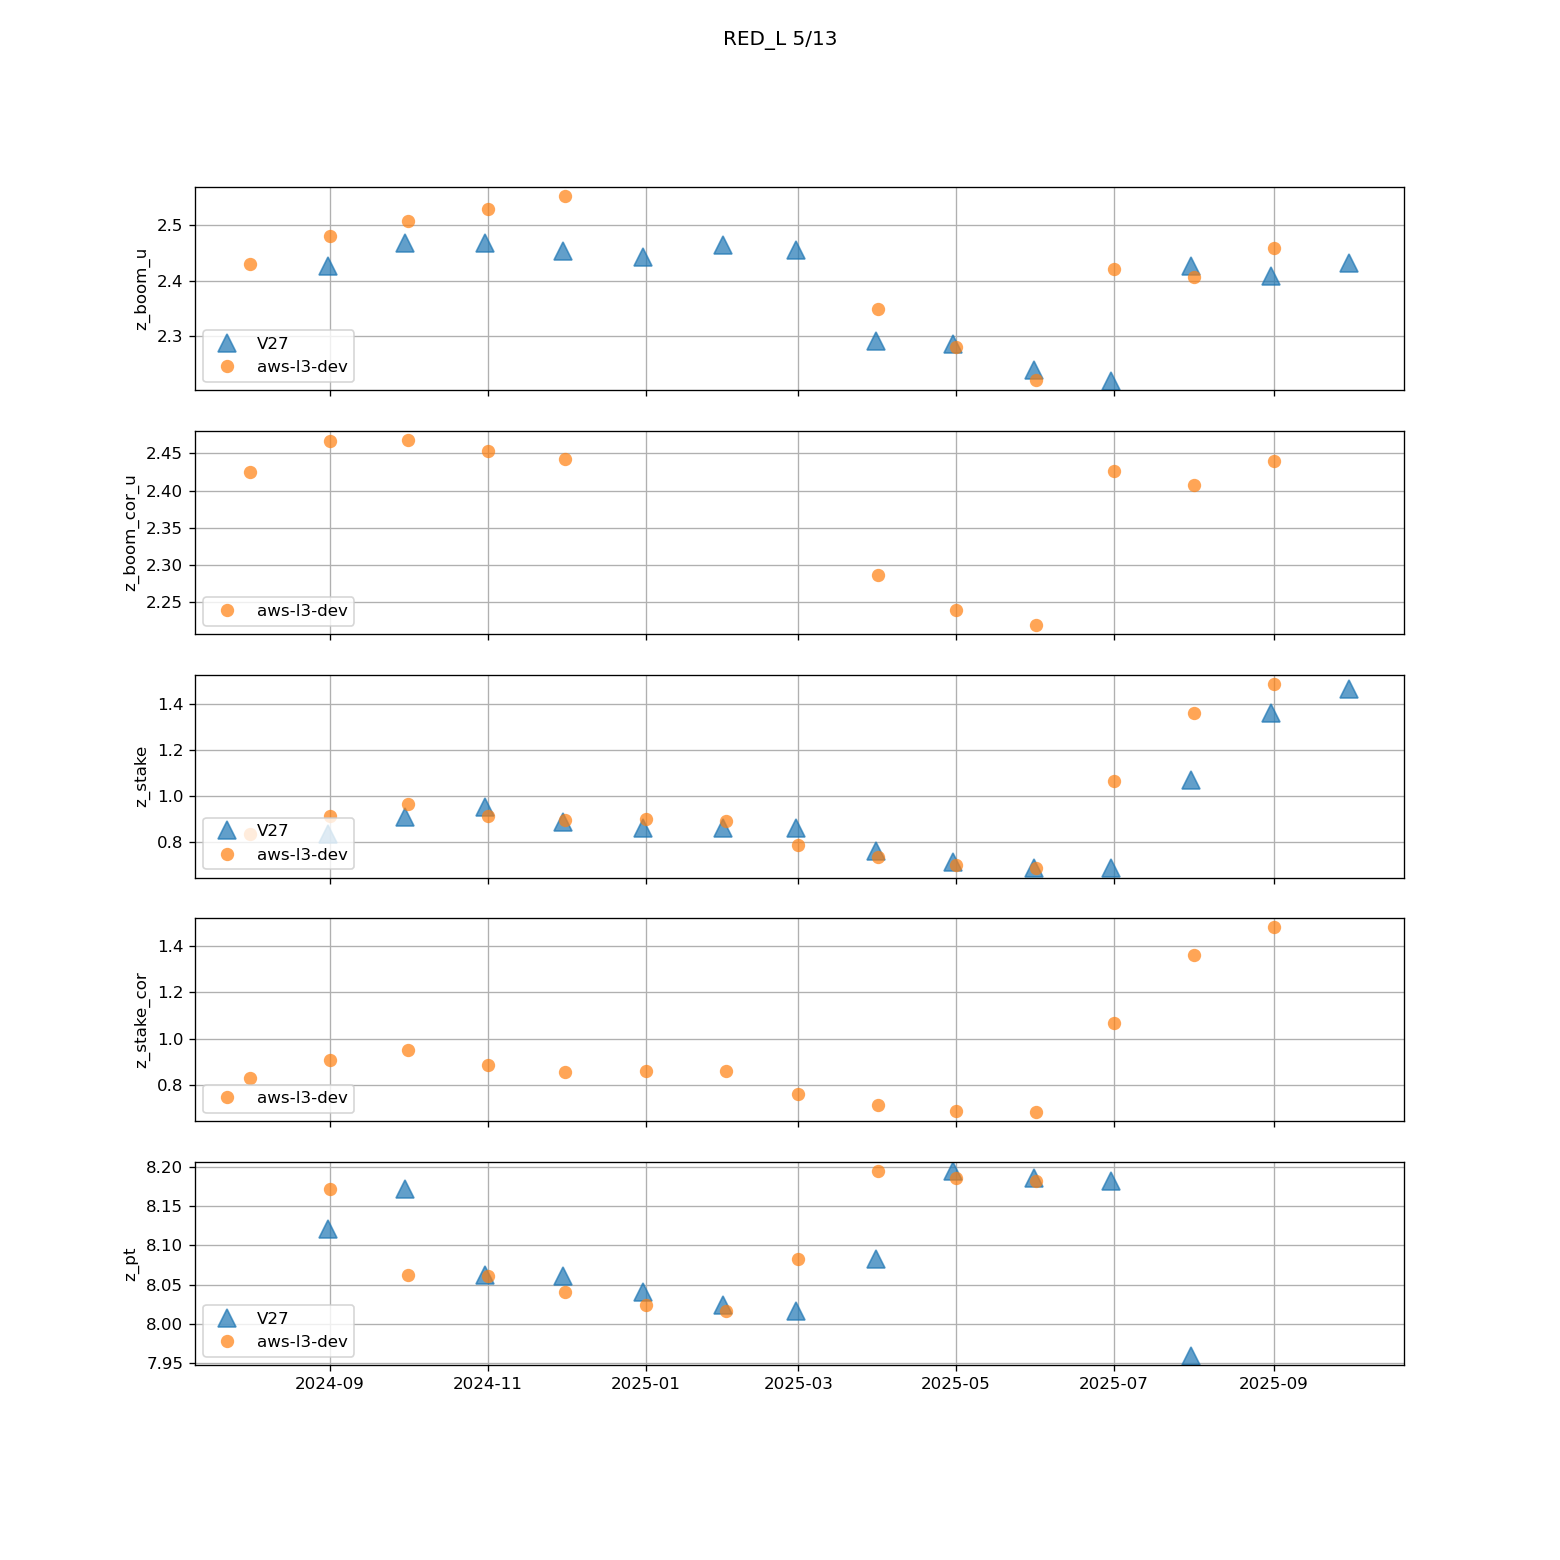 RED_L 5/13
z_boom_u
2.5
2.4
2.3
V27
aws-l3-dev
z_boom_cor_u
2.45
2.40
2.35
2.30
2.25
aws-l3-dev
z_stake
1.4
1.2
1.0
0.8
V27
aws-l3-dev
z_stake_cor
1.4
1.2
1.0
0.8
aws-l3-dev
z_pt
8.20
8.15
8.10
8.05
8.00
7.95
V27
aws-l3-dev
2024-09 2024-11 2025-01 2025-03 2025-05 2025-07 2025-09